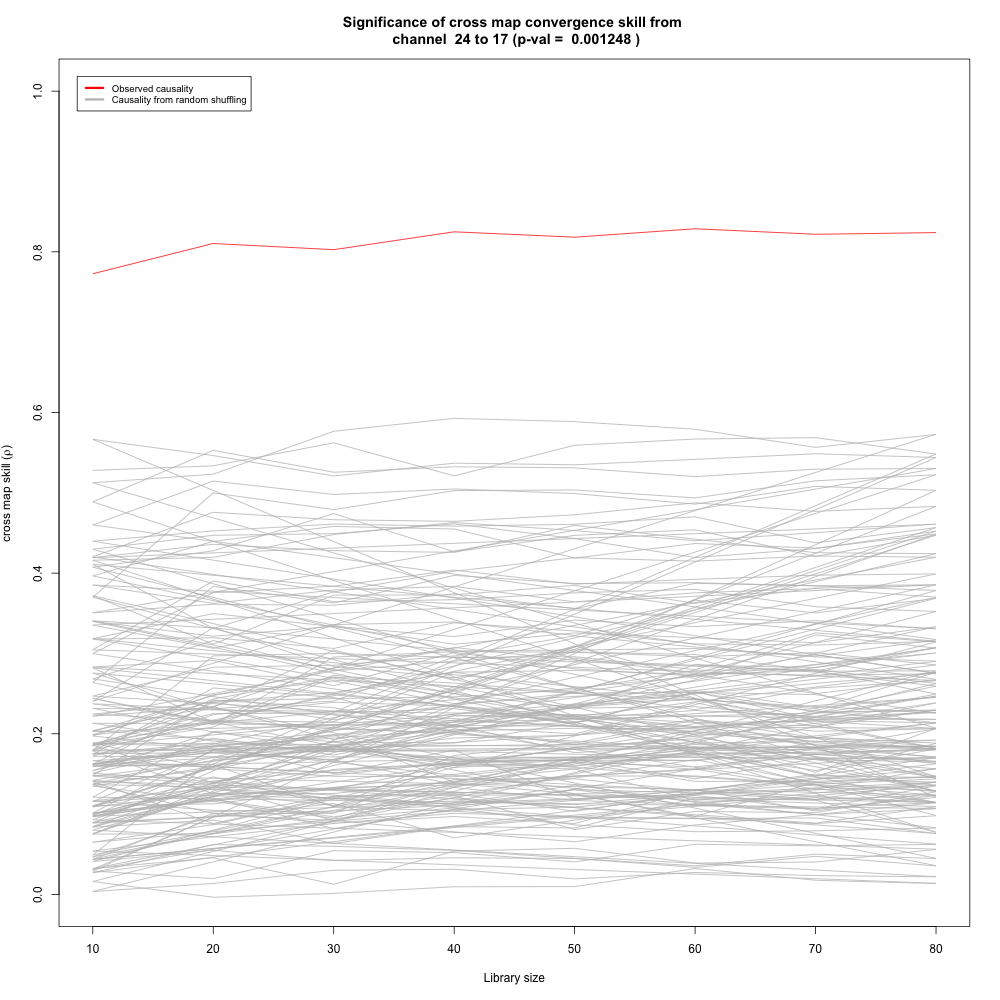 Significance of cross map convergence skill from
channel 24 to 17 (p-val = 0.001248 )
Observed causality
Causality from random shuffling
cross map skill (ρ)
1.0
0.8
0.6
0.4
0.2
0.0
10 20 30 40 50 60 70 80
Library size